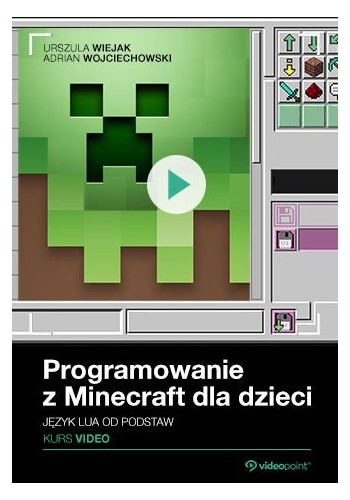 URSZULA WIEJAK
ADRIAN WOJCIECHOWSKI
Programowanie
z Minecraft dla dzieci
JĘZYK LUA OD PODSTAW
KURS VIDEO
videopoint